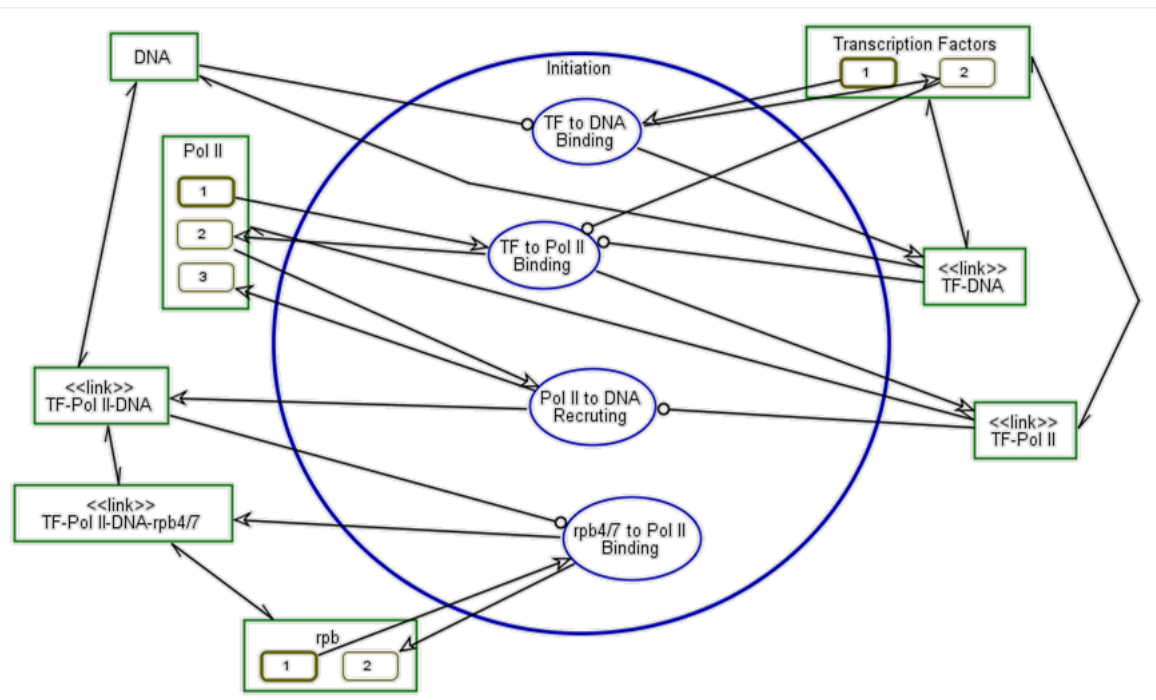 DNA
Transcription Factors
1
2
Initiation
TF to DNA
Binding
Pol II
1
2
3
TF to Pol II
Binding
<<link>>
TF-DNA
<<link>>
TF-Pol II-DNA
Pol II to DNA
Recruting
<<link>>
TF-Pol II
<<link>>
TF-Pol II-DNA-rpb4/7
rpb4/7 to Pol II
Binding
rpb
1
2